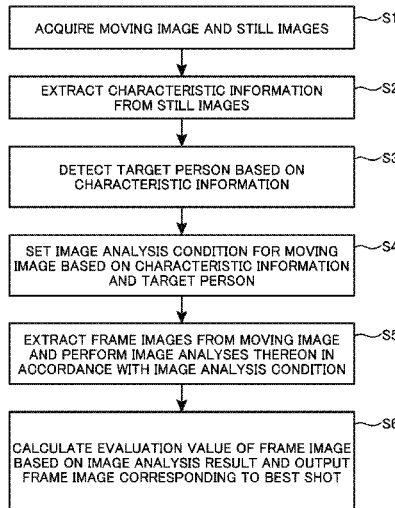 ACQUIRE MOVING IMAGE AND STILL IMAGES
S1
EXTRACT CHARACTERISTIC INFORMATION
FROM STILL IMAGES
S2
DETECT TARGET PERSON BASED ON
CHARACTERISTIC INFORMATION
S3
SET IMAGE ANALYSIS CONDITION FOR MOVING
IMAGE BASED ON CHARACTERISTIC INFORMATION
AND TARGET PERSON
S4
EXTRACT FRAME IMAGES FROM MOVING IMAGE
AND PERFORM IMAGE ANALYSES THEREON IN
ACCORDANCE WITH IMAGE ANALYSIS CONDITION
S5
CALCULATE EVALUATION VALUE OF FRAME IMAGE
BASED ON IMAGE ANALYSIS RESULT AND OUTPUT
FRAME IMAGE CORRESPONDING TO BEST SHOT
S6